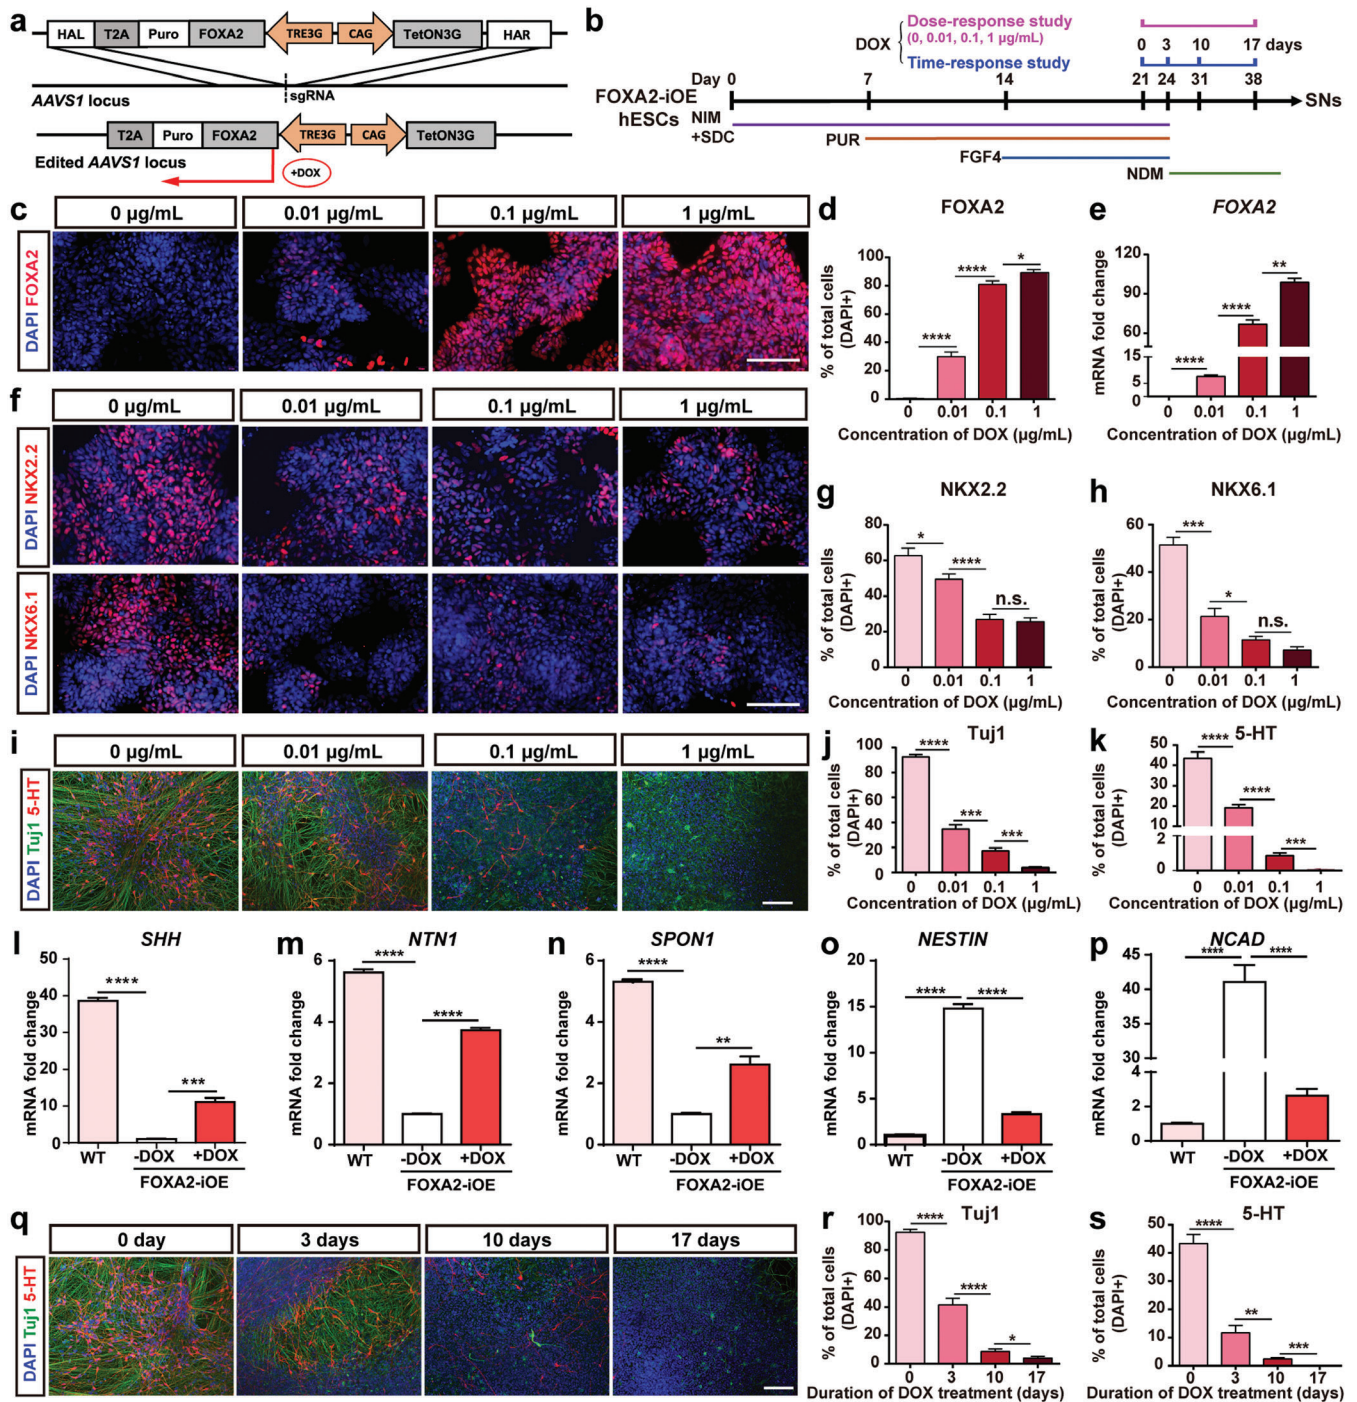 a
HAL T2A Puro FOXA2 TRE3G CAG TetON3G HAR
AAVS1 locus
sgRNA
T2A Puro FOXA2 TRE3G CAG TetON3G
Edited AAVS1 locus
+DOX
b
DOX
Dose-response study
(0, 0.01, 0.1, 1 µg/mL)
Time-response study
0 3 10 17 days
Day 0 7 14 21 24 31 38
FOXA2-iOE
hESCs
SNs
NIM
+SDC
PUR
FGF4
NDM
c
0 µg/mL 0.01 µg/mL 0.1 µg/mL 1 µg/mL
DAPI FOXA2
d
FOXA2
% of total cells
(DAPI+)
100
80
60
40
20
0
**** **** *
0 0.01 0.1 1
Concentration of DOX (µg/mL)
e
FOXA2
mRNA fold change
120
90
60
15
5
0
**** **** **
0 0.01 0.1 1
Concentration of DOX (µg/mL)
f
0 µg/mL 0.01 µg/mL 0.1 µg/mL 1 µg/mL
DAPI NKX2.2
DAPI NKX6.1
g
NKX2.2
% of total cells
(DAPI+)
80
60
40
20
0
* **** n.s.
0 0.01 0.1 1
Concentration of DOX (µg/mL)
h
NKX6.1
% of total cells
(DAPI+)
60
40
20
0
*** * n.s.
0 0.01 0.1 1
Concentration of DOX (µg/mL)
i
0 µg/mL 0.01 µg/mL 0.1 µg/mL 1 µg/mL
DAPI Tuj1 5-HT
j
Tuj1
% of total cells
(DAPI+)
100
80
60
40
20
0
**** *** ***
0 0.01 0.1 1
Concentration of DOX (µg/mL)
k
5-HT
% of total cells
(DAPI+)
50
40
30
20
10
2
0
**** **** ***
0 0.01 0.1 1
Concentration of DOX (µg/mL)
l
SHH
mRNA fold change
50
40
30
20
10
0
**** ***
WT -DOX +DOX
FOXA2-iOE
m
NTN1
mRNA fold change
6
4
2
0
**** ****
WT -DOX +DOX
FOXA2-iOE
n
SPON1
mRNA fold change
6
4
2
0
**** **
WT -DOX +DOX
FOXA2-iOE
o
NESTIN
mRNA fold change
20
15
10
5
0
**** ****
WT -DOX +DOX
FOXA2-iOE
p
NCAD
mRNA fold change
45
40
35
30
4
2
0
**** ****
WT -DOX +DOX
FOXA2-iOE
q
0 day 3 days 10 days 17 days
DAPI Tuj1 5-HT
r
Tuj1
% of total cells
(DAPI+)
100
80
60
40
20
0
**** **** *
0 3 10 17
Duration of DOX treatment (days)
s
5-HT
% of total cells
(DAPI+)
50
40
30
20
10
0
**** ** ***
0 3 10 17
Duration of DOX treatment (days)